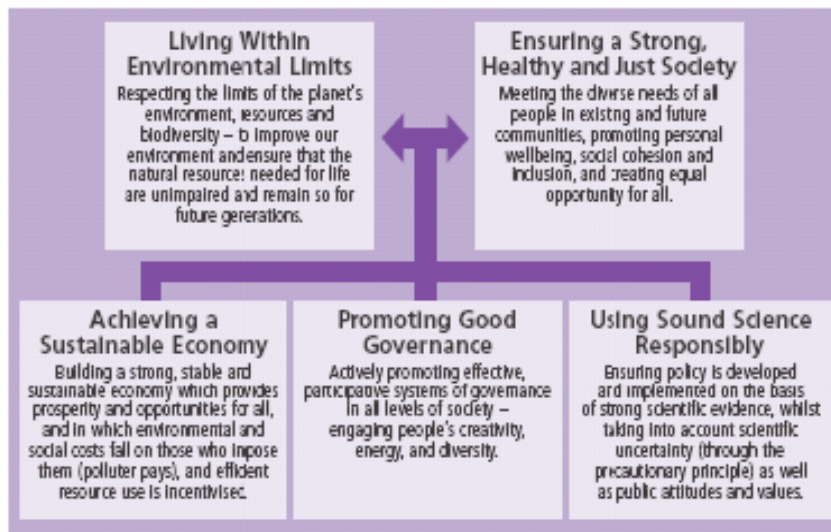 Living Within
Environmental Limits
Respecting the limits of the planet's
environment, resources and
biodiversity – to improve our
environment and ensure that the
natural resources needed for life
are unimpaired and remain so for
future generations.
Ensuring a Strong,
Healthy and Just Society
Meeting the diverse needs of all
people in existing and future
communities, promoting personal
wellbeing, social cohesion and
inclusion, and creating equal
opportunity for all.
Achieving a
Sustainable Economy
Building a strong, stable and
sustainable economy which provides
prosperity and opportunities for all,
and in which environmental and
social costs fall on those who impose
them (polluter pays), and efficient
resource use is incentivised.
Promoting Good
Governance
Actively promoting effective,
participative systems of governance
in all levels of society –
engaging people's creativity,
energy, and diversity.
Using Sound Science
Responsibly
Ensuring policy is developed
and implemented on the basis
of strong scientific evidence, whilst
taking into account scientific
uncertainty (through the
precautionary principle) as well
as public attitudes and values.